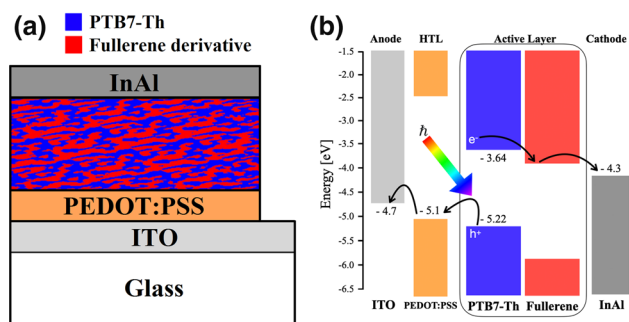 (a)
PTB7-Th
Fullerene derivative
InAl
PEDOT:PSS
ITO
Glass
(b)
Anode HTL Active Layer Cathode
Energy [eV]
-1.5
-2.0
-2.5
-3.0
-3.5
-4.0
-4.5
-5.0
-5.5
-6.0
-6.5
ħ
e-
- 3.64
- 4.3
- 4.7
- 5.1
- 5.22
h+
ITO PEDOT:PSS PTB7-Th Fullerene InAl